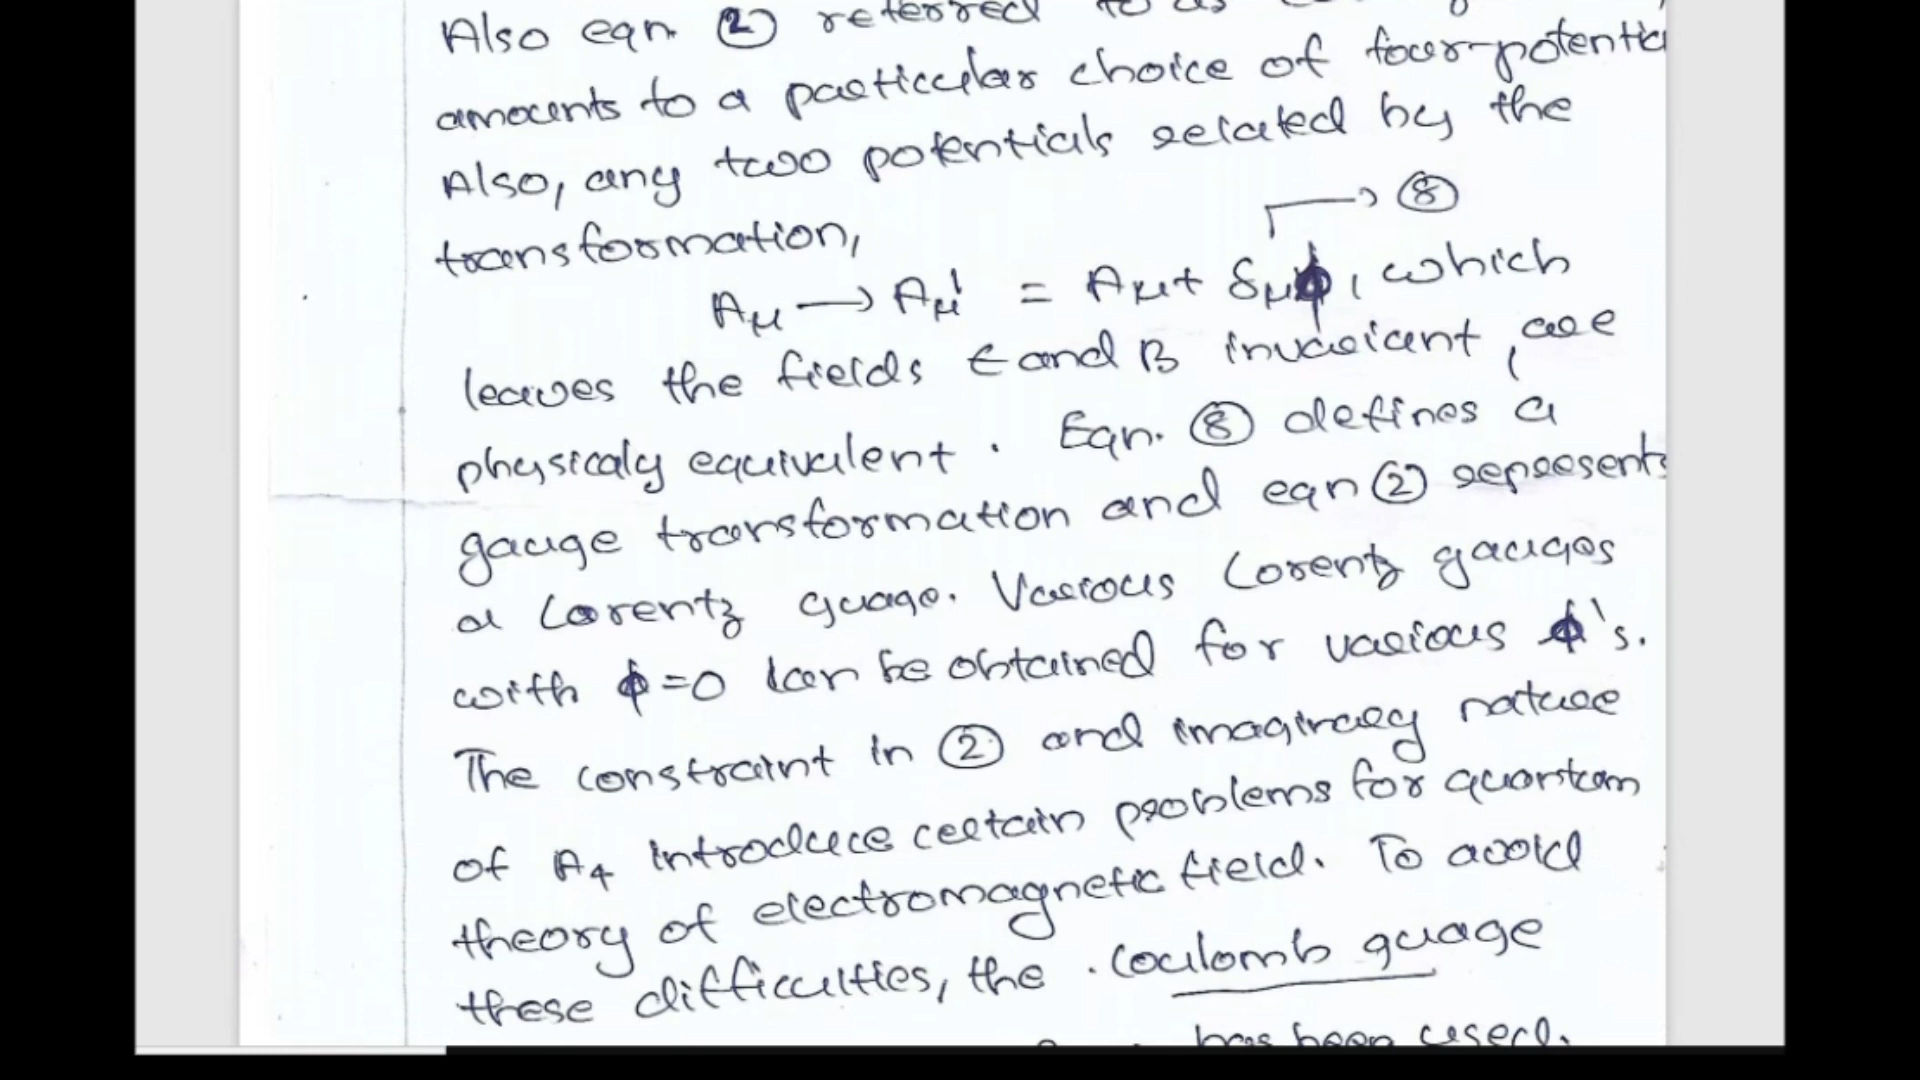 Also eqn. ② referred to as
amounts to a particular choice of four-potentia
Also, any two potentials related by the
transformation, → ⑧
Aμ → Aμ' = Aμ + δμϕ, which
leaves the fields E and B invariant, are
physicaly equivalent. Eqn. ⑧ defines a
gauge transformation and eqn ② represents
a Lorentz guage. Various Lorentz gauges
with ϕ=0 can be obtained for various ϕ's.
The constraint in ② and imaginary nature
of A4 introduce certain problems for quantum
theory of electromagnetic field. To avoid
these difficulties, the Coulomb guage
has been used.